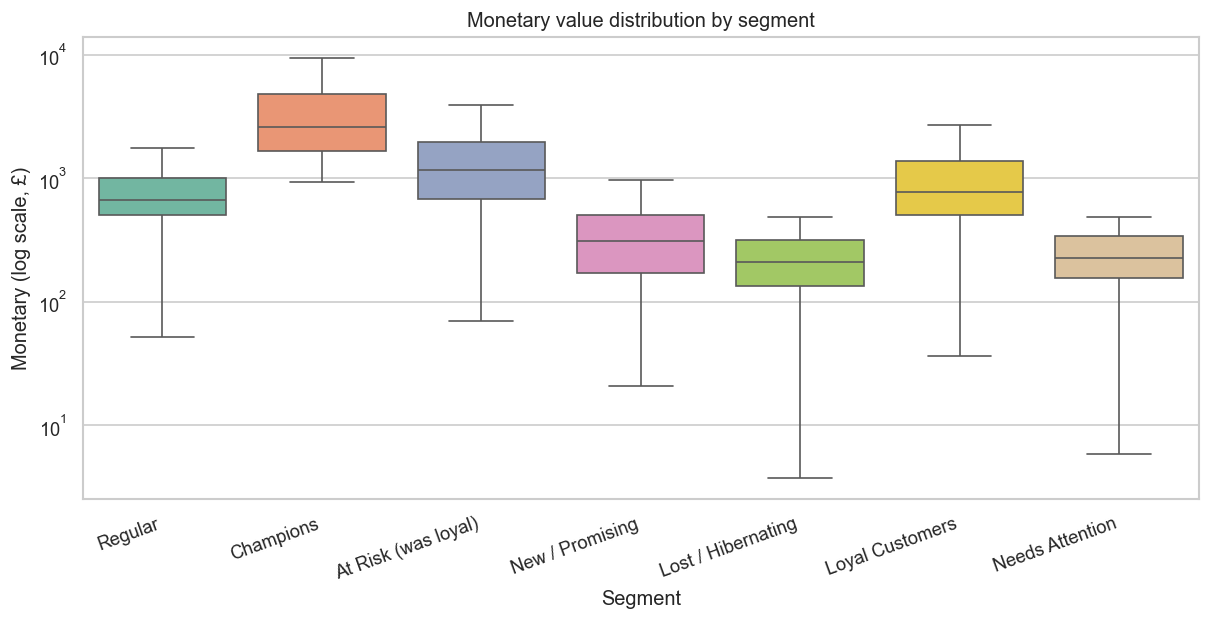 Monetary value distribution by segment
Monetary (log scale, £)
10^4
10^3
10^2
10^1
Regular
Champions
At Risk (was loyal)
New / Promising
Lost / Hibernating
Loyal Customers
Needs Attention
Segment